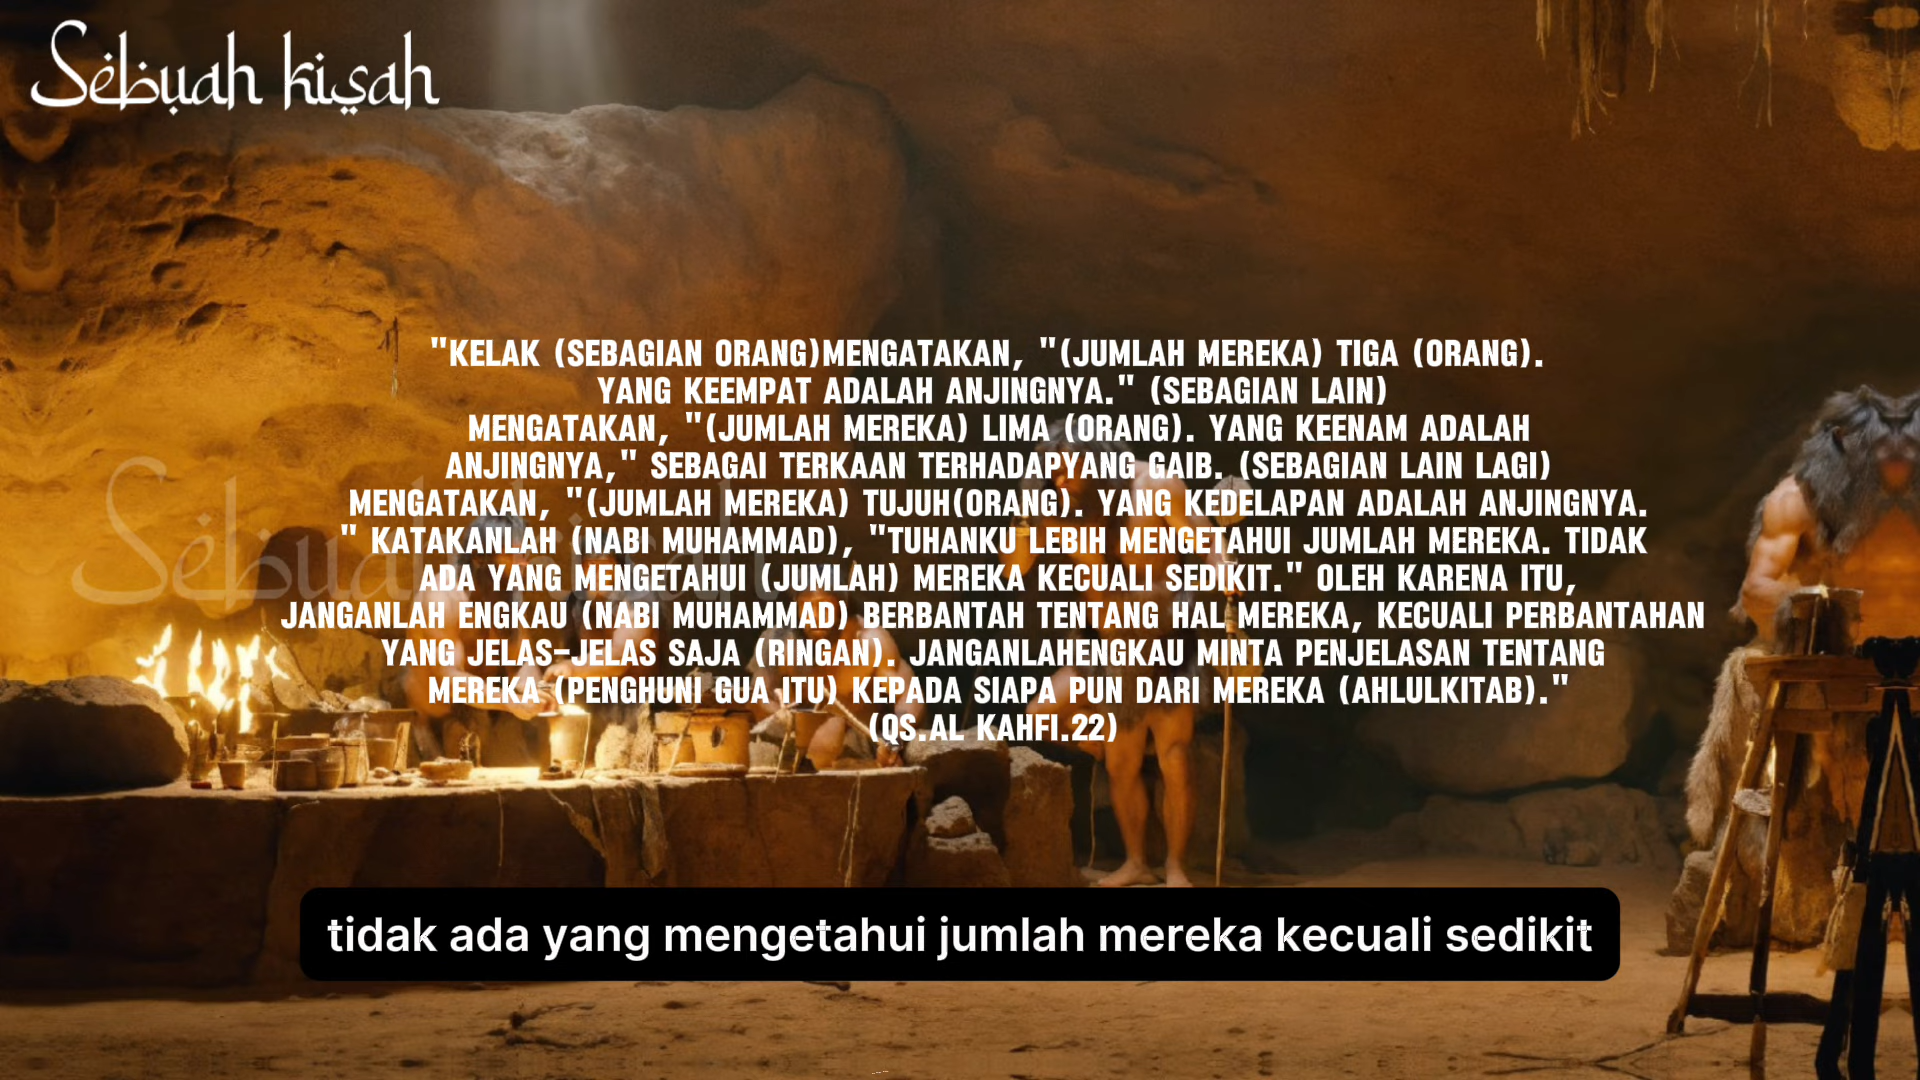 Sebuah kisah
"KELAK (SEBAGIAN ORANG)MENGATAKAN, "(JUMLAH MEREKA) TIGA (ORANG).
YANG KEEMPAT ADALAH ANJINGNYA." (SEBAGIAN LAIN)
MENGATAKAN, "(JUMLAH MEREKA) LIMA (ORANG). YANG KEENAM ADALAH
ANJINGNYA," SEBAGAI TERKAAN TERHADAPYANG GAIB. (SEBAGIAN LAIN LAGI)
MENGATAKAN, "(JUMLAH MEREKA) TUJUH(ORANG). YANG KEDELAPAN ADALAH ANJINGNYA.
" KATAKANLAH (NABI MUHAMMAD), "TUHANKU LEBIH MENGETAHUI JUMLAH MEREKA. TIDAK
ADA YANG MENGETAHUI (JUMLAH) MEREKA KECUALI SEDIKIT." OLEH KARENA ITU,
JANGANLAH ENGKAU (NABI MUHAMMAD) BERBANTAH TENTANG HAL MEREKA, KECUALI PERBANTAHAN
YANG JELAS-JELAS SAJA (RINGAN). JANGANLAHENGKAU MINTA PENJELASAN TENTANG
MEREKA (PENGHUNI GUA ITU) KEPADA SIAPA PUN DARI MEREKA (AHLULKITAB)."
(QS.AL KAHFI.22)
Sebuah kisah
tidak ada yang mengetahui jumlah mereka kecuali sedikit